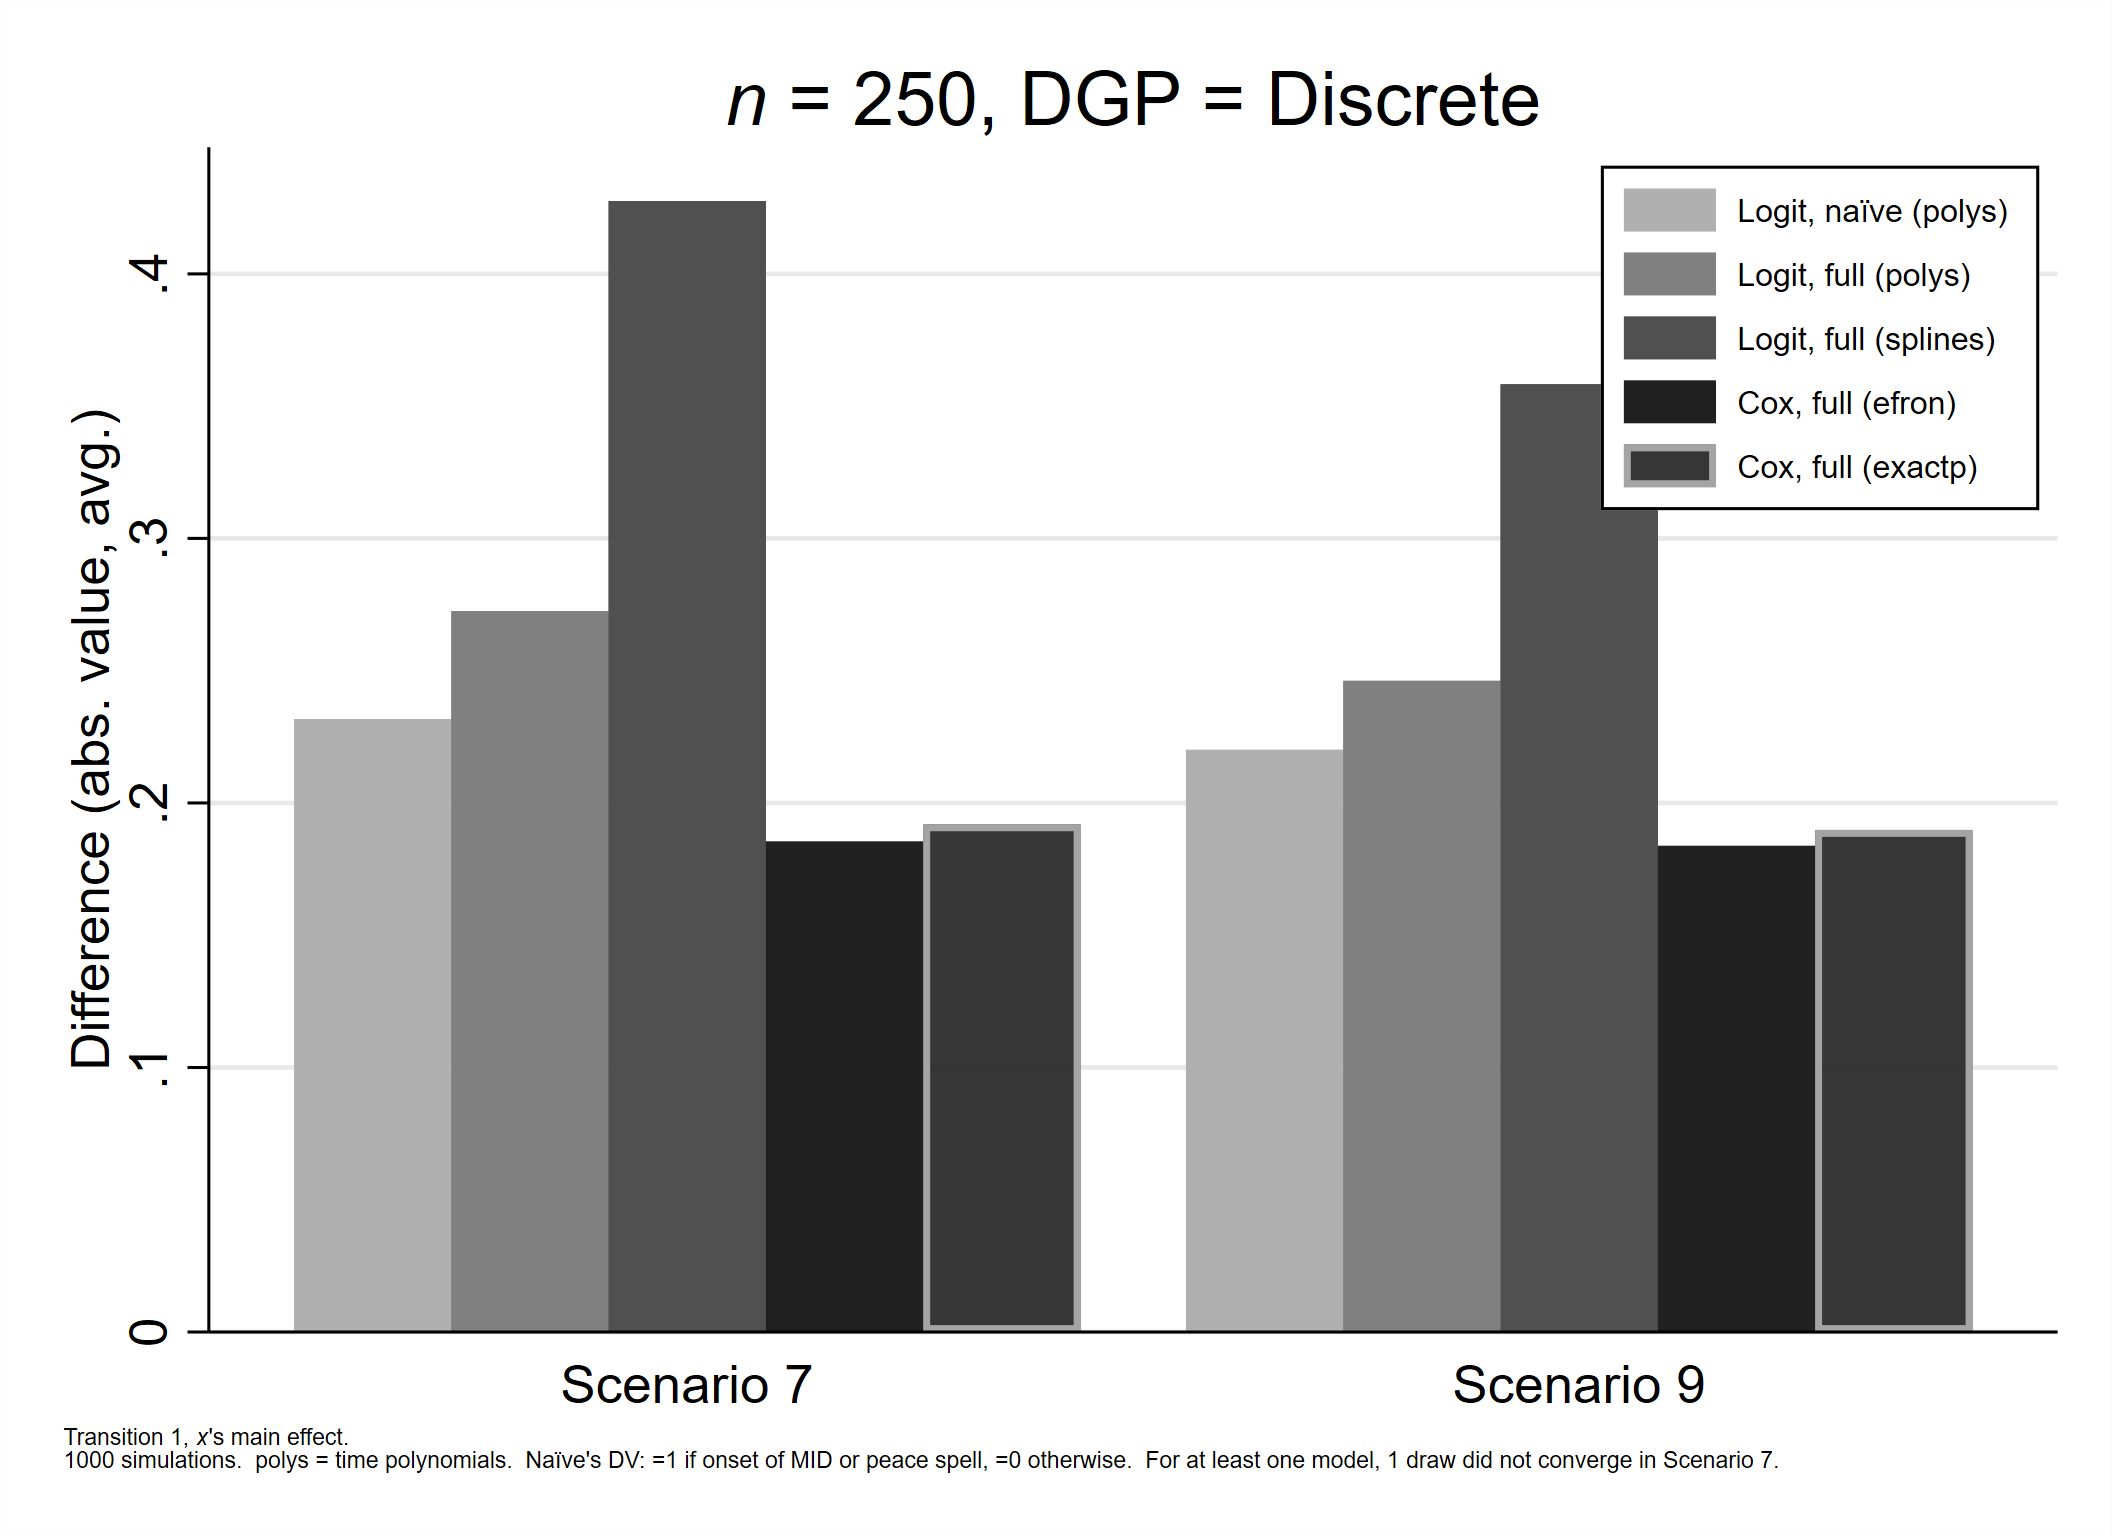 n = 250, DGP = Discrete
Difference (abs. value, avg.)
.4
.3
.2
.1
0
Logit, naïve (polys)
Logit, full (polys)
Logit, full (splines)
Cox, full (efron)
Cox, full (exactp)
Scenario 7
Scenario 9
Transition 1, x's main effect.
1000 simulations.  polys = time polynomials.  Naïve's DV: =1 if onset of MID or peace spell, =0 otherwise.  For at least one model, 1 draw did not converge in Scenario 7.